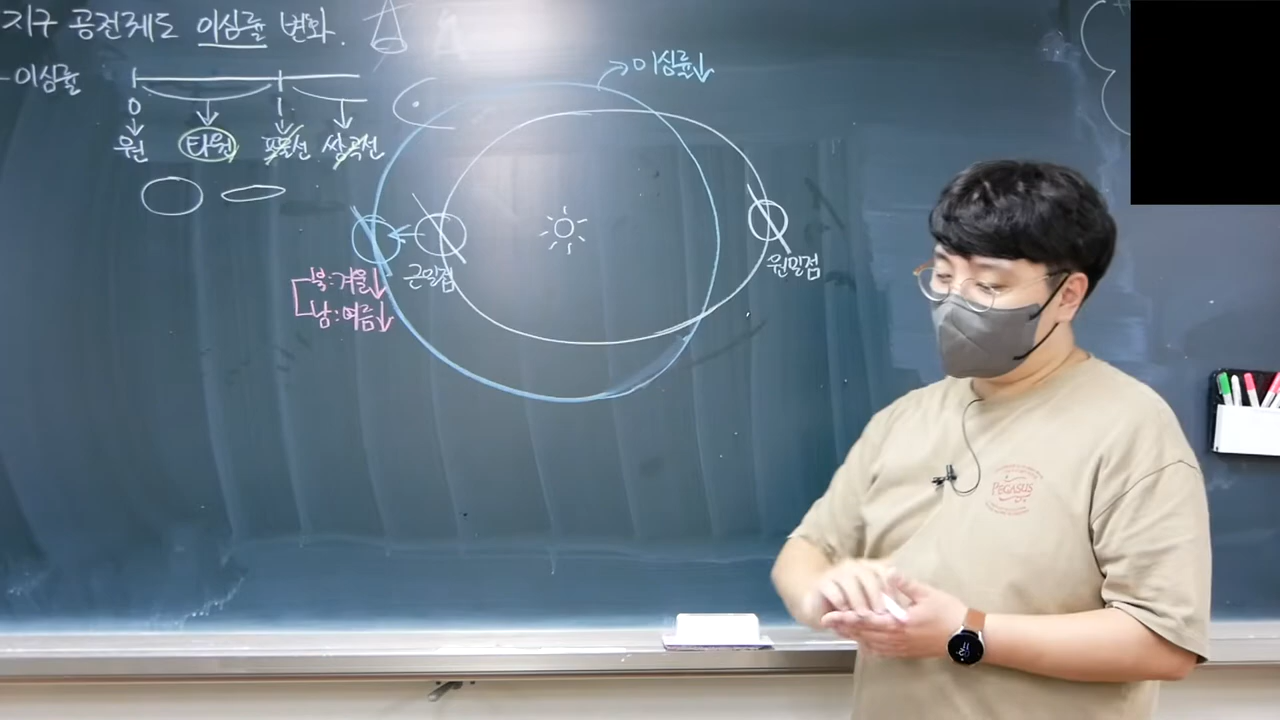 지구 공전궤도 이심률 변화.
- 이심률
0 1
원 타원 포물선 쌍곡선
이심률↓
근일점
원일점
북: 겨울↓
남: 여름↓
PEGASUS